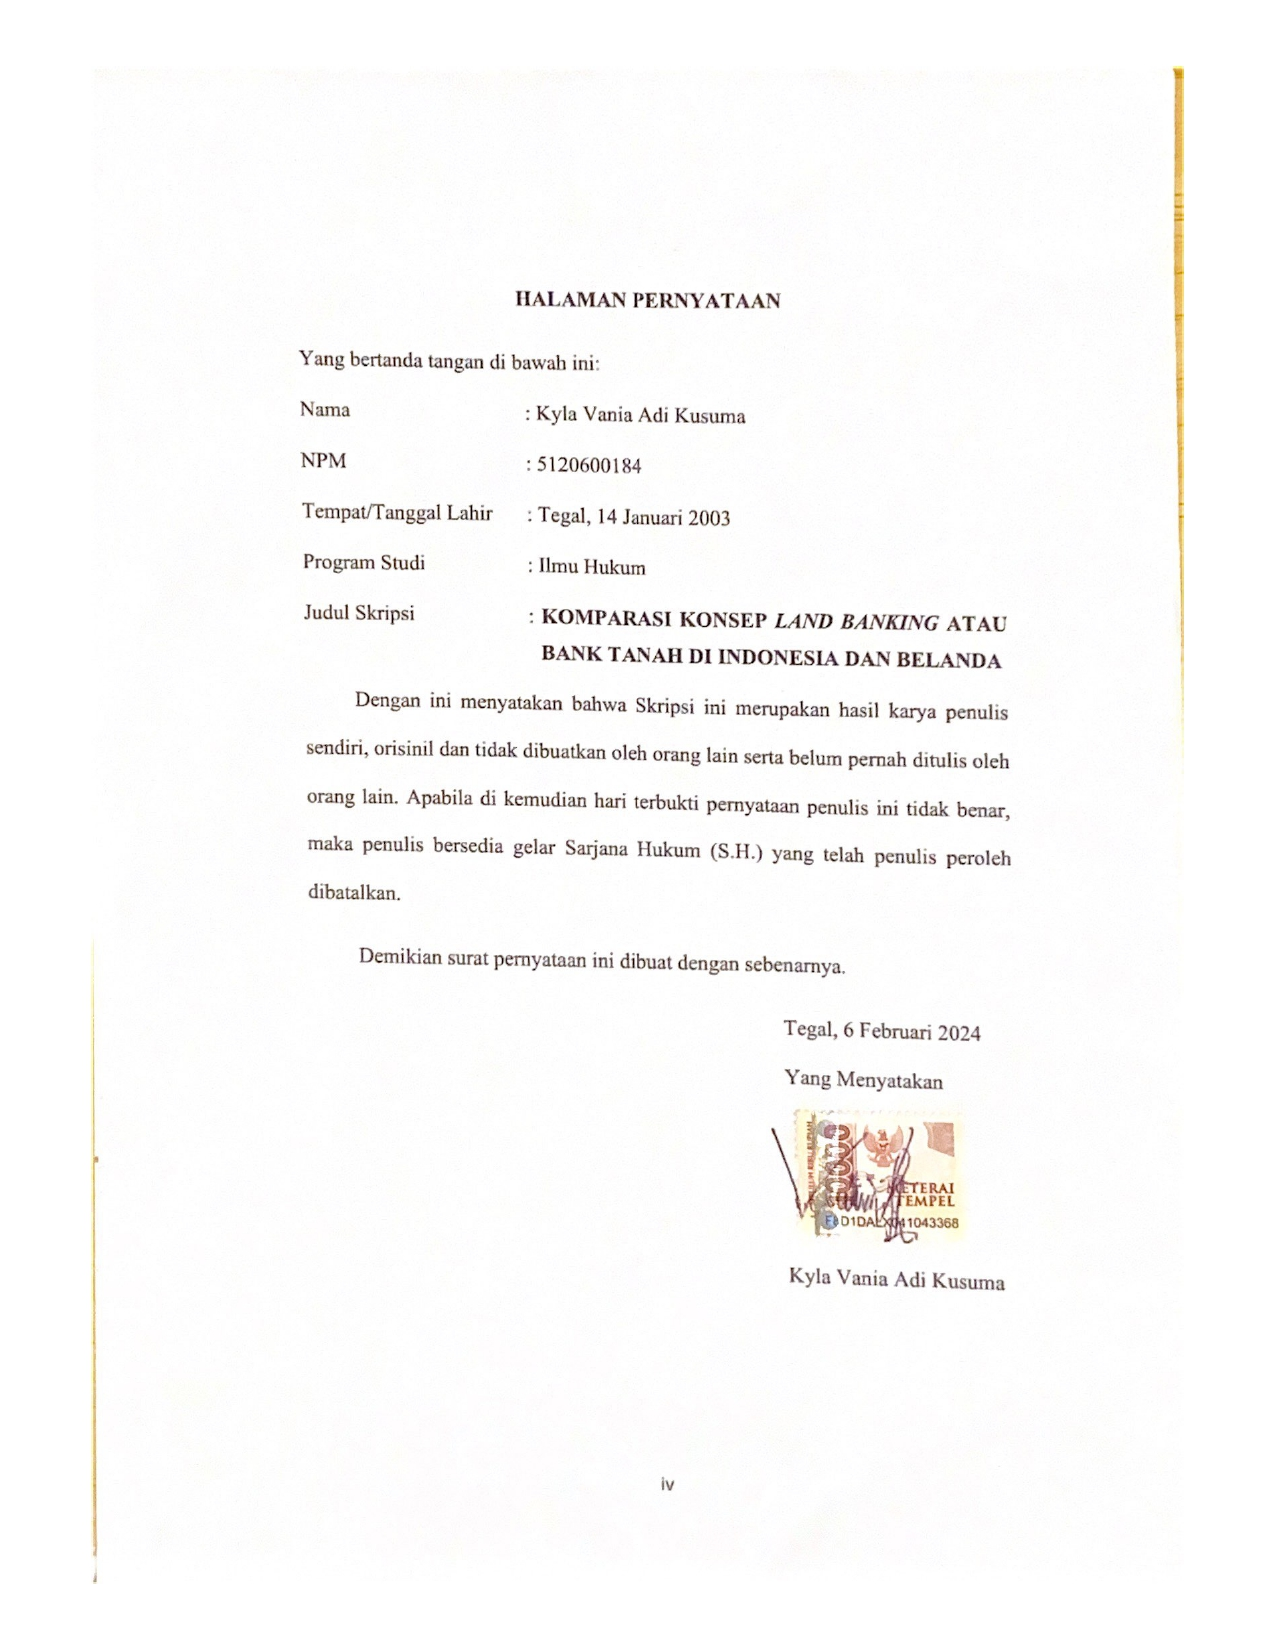 HALAMAN PERNYATAAN
Yang bertanda tangan di bawah ini:
Nama : Kyla Vania Adi Kusuma
NPM : 5120600184
Tempat/Tanggal Lahir : Tegal, 14 Januari 2003
Program Studi : Ilmu Hukum
Judul Skripsi : KOMPARASI KONSEP LAND BANKING ATAU
BANK TANAH DI INDONESIA DAN BELANDA
Dengan ini menyatakan bahwa Skripsi ini merupakan hasil karya penulis
sendiri, orisinil dan tidak dibuatkan oleh orang lain serta belum pernah ditulis oleh
orang lain. Apabila di kemudian hari terbukti pernyataan penulis ini tidak benar,
maka penulis bersedia gelar Sarjana Hukum (S.H.) yang telah penulis peroleh
dibatalkan.
Demikian surat pernyataan ini dibuat dengan sebenarnya.
Tegal, 6 Februari 2024
Yang Menyatakan
TEMPEL
Kyla Vania Adi Kusuma
iv